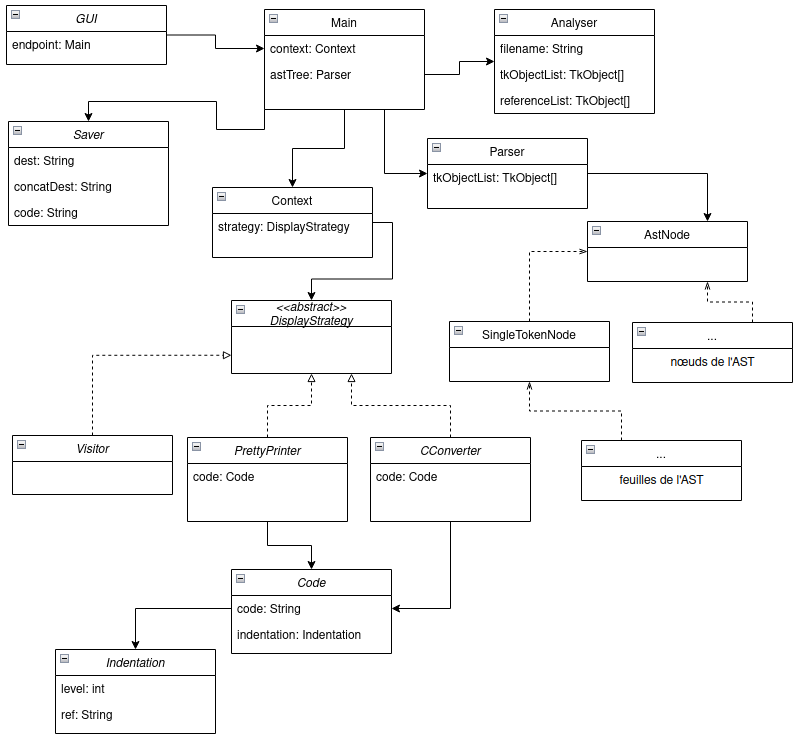 GUI
endpoint: Main
Main
context: Context
astTree: Parser
Analyser
filename: String
tkObjectList: TkObject[]
referenceList: TkObject[]
Saver
dest: String
concatDest: String
code: String
Parser
tkObjectList: TkObject[]
Context
strategy: DisplayStrategy
AstNode
<<abstract>>
DisplayStrategy
SingleTokenNode
...
nœuds de l'AST
Visitor
PrettyPrinter
code: Code
CConverter
code: Code
...
feuilles de l'AST
Code
code: String
indentation: Indentation
Indentation
level: int
ref: String